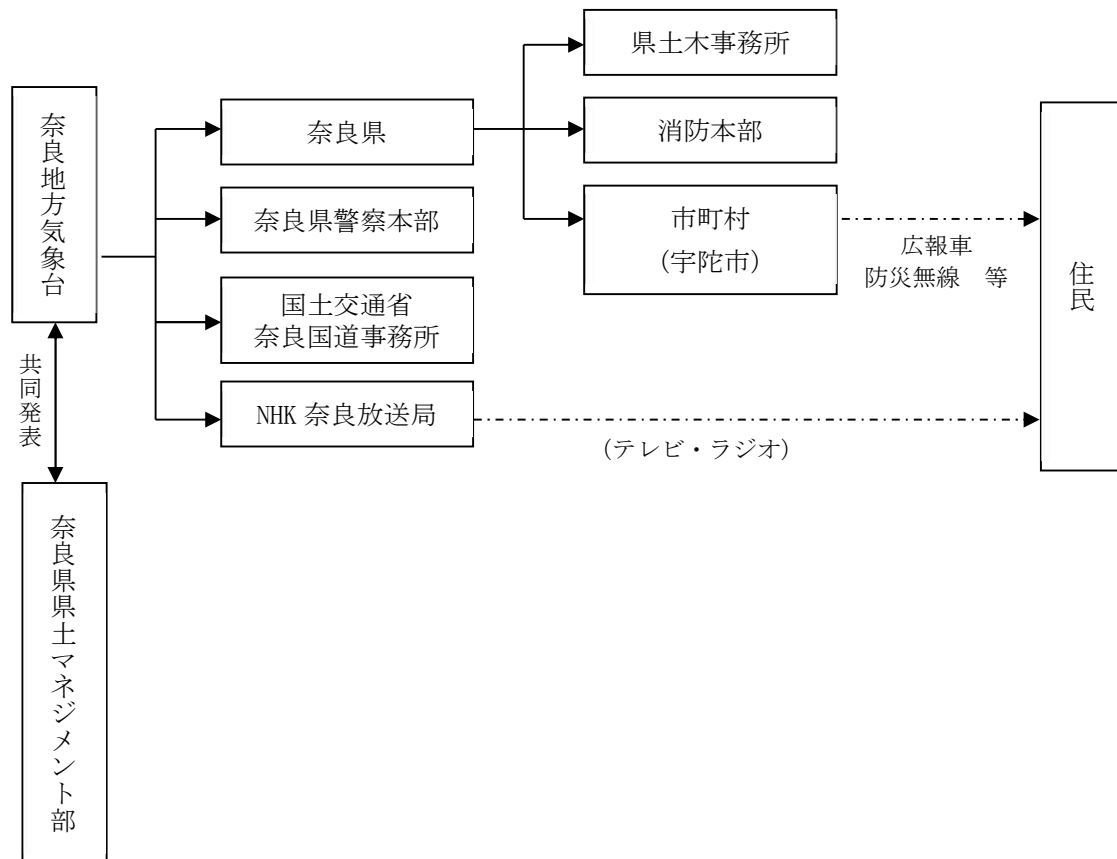 県土木事務所
消防本部
市町村
(宇陀市)
奈良地方気象台
奈良県
奈良県警察本部
国土交通省
奈良国道事務所
NHK 奈良放送局
広報車
防災無線　等
(テレビ・ラジオ)
住民
共同発表
奈良県県土マネジメント部